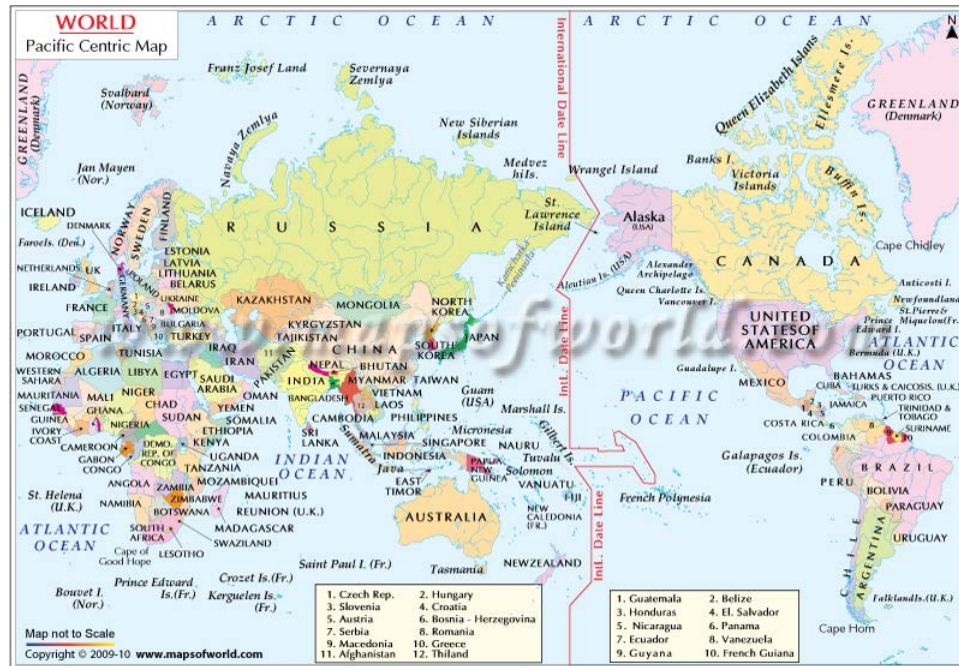 WORLD
Pacific Centric Map
ARCTIC OCEAN
ARCTIC OCEAN
International Date Line
N
GREENLAND
(Denmark)
Svalbard
(Norway)
Franz Josef Land
Severnaya
Zemlya
Navaya Zemlya
New Siberian
Islands
Medvez
hiIs.
Wrangel Island
Queen Elizabeth Islans
Ellesmere Is.
GREENLAND
(Denmark)
Banks I.
Victoria
Islands
Buffin Is.
Jan Mayen
(Nor.)
ICELAND
DENMARK
Faroels. (Den.)
NORWAY
SWEDEN
FINLAND
RUSSIA
St.
Lawrence
Island
Alaska
(USA)
Kamchatka
Peninsula
Aleutian Is. (USA)
Alexander
Archipelago
Queen Charlotte Is.
Vancouver I.
CANADA
Cape Chidley
Anticosti I.
Newfoundland
St.Pierre &
Miquelon(Fr.)
Prince
Edward I.
Bermuda (U.K.)
NETHERLANDS
UK
IRELAND
GERMANY
POLAND
ESTONIA
LATVIA
LITHUANIA
BELARUS
UKRAINE
MOLDOVA
FRANCE
ITALY
BULGARIA
PORTUGAL
SPAIN
TURKEY
KAZAKHSTAN
MONGOLIA
KYRGYZSTAN
TAJIKISTAN
NORTH
KOREA
SOUTH
KOREA
JAPAN
CHINA
www.mapsofworld.com
UNITED
STATESOF
AMERICA
ATLANTIC
OCEAN
MOROCCO
TUNISIA
IRAQ
IRAN
PAKISTAN
11
NEPAL
BHUTAN
WESTERN
SAHARA
ALGERIA
LIBYA
EGYPT
SAUDI
ARABIA
OMAN
INDIA
BANGLADESH
MYANMAR
TAIWAN
VIETNAM
LAOS
12
Guam
(USA)
Int'l. Date Line
Guadalupe I.
MEXICO
BAHAMAS
CUBA
TURKS & CAICOSIS. (U.K.)
PUERTO RICO
JAMAICA
TRINIDAD &
TOBAGO
MAURITANIA
SENEGAL
MALI
NIGER
CHAD
SUDAN
YEMEN
GUINEA
GHANA
NIGERIA
ETHIOPIA
SOMALIA
IVORY
COAST
CAMEROON
GABON
CONGO
DEMO.
REP. OF
CONGO
KENYA
UGANDA
TANZANIA
SRI
LANKA
CAMBODIA
PHILIPPINES
MALAYSIA
SINGAPORE
Micronesia
Marshall Is.
Gilbert Is.
PACIFIC
OCEAN
COSTA RICA
COLOMBIA
SURINAME
Galapagos Is.
(Ecuador)
INDIAN
OCEAN
Sumatra
INDONESIA
Java
PAPUA
NEW
GUINEA
NAURU
Tuvalu
Solomon
VANUATU
EAST
TIMOR
FIJI
NEW
CALEDONIA
(FR.)
French Polynesia
PERU
BRAZIL
BOLIVIA
PARAGUAY
URUGUAY
CHILE
ARGENTINA
St. Helena
(U.K.)
ANGOLA
ZAMBIA
MOZAMBIQUEI
NAMIBIA
ZIMBABWE
BOTSWANA
MAURITIUS
REUNION (U.K.)
MADAGASCAR
SWAZILAND
SOUTH
AFRICA
LESOTHO
ATLANTIC
OCEAN
Cape of
Good Hope
AUSTRALIA
Tasmania
NEWZEALAND
Intl. Date Line
Bouvet I.
(Nor.)
Prince Edward
Is.(Fr.)
Crozet Is.(Fr.)
Kerguelen Is.
(Fr.)
Saint Paul I. (Fr.)
Falklandls.(U.K.)
Cape Horn
1. Czech Rep. 2. Hungary
3. Slovenia 4. Croatia
5. Austria 6. Bosnia - Herzegovina
7. Serbia 8. Romania
9. Macedonia 10. Greece
11. Afghanistan 12. Thiland
1. Guatemala 2. Belize
3. Honduras 4. El. Salvador
5. Nicaragua 6. Panama
7. Ecuador 8. Vanezuela
9. Guyana 10. French Guiana
Map not to Scale
Copyright © 2009-10 www.mapsofworld.com